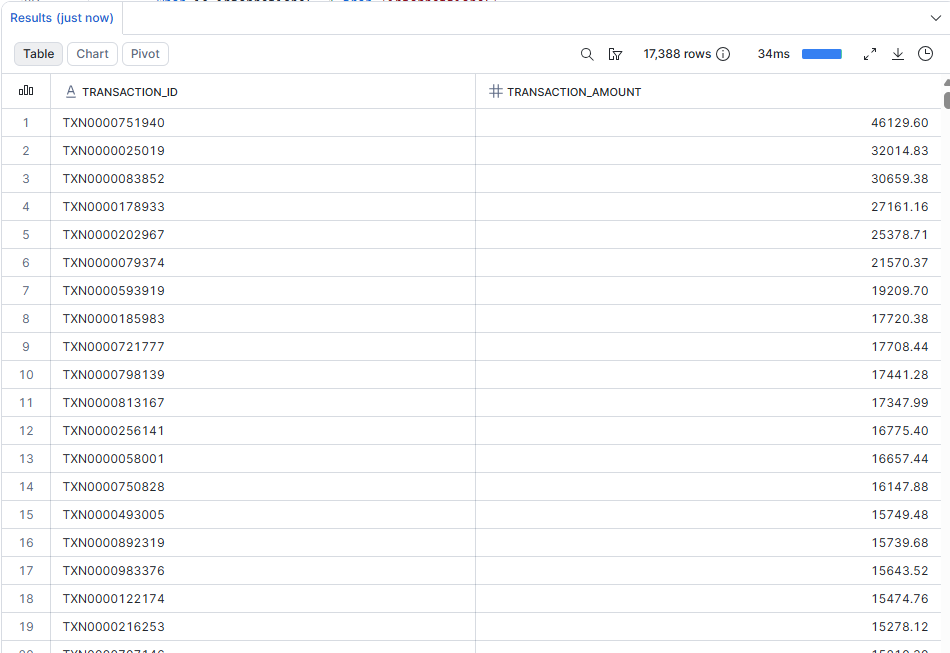 Results (just now)
Table Chart Pivot 17,388 rows 34ms
TRANSACTION_ID TRANSACTION_AMOUNT
1 TXN0000751940 46129.60
2 TXN0000025019 32014.83
3 TXN0000083852 30659.38
4 TXN0000178933 27161.16
5 TXN0000202967 25378.71
6 TXN0000079374 21570.37
7 TXN0000593919 19209.70
8 TXN0000185983 17720.38
9 TXN0000721777 17708.44
10 TXN0000798139 17441.28
11 TXN0000813167 17347.99
12 TXN0000256141 16775.40
13 TXN0000058001 16657.44
14 TXN0000750828 16147.88
15 TXN0000493005 15749.48
16 TXN0000892319 15739.68
17 TXN0000983376 15643.52
18 TXN0000122174 15474.76
19 TXN0000216253 15278.12